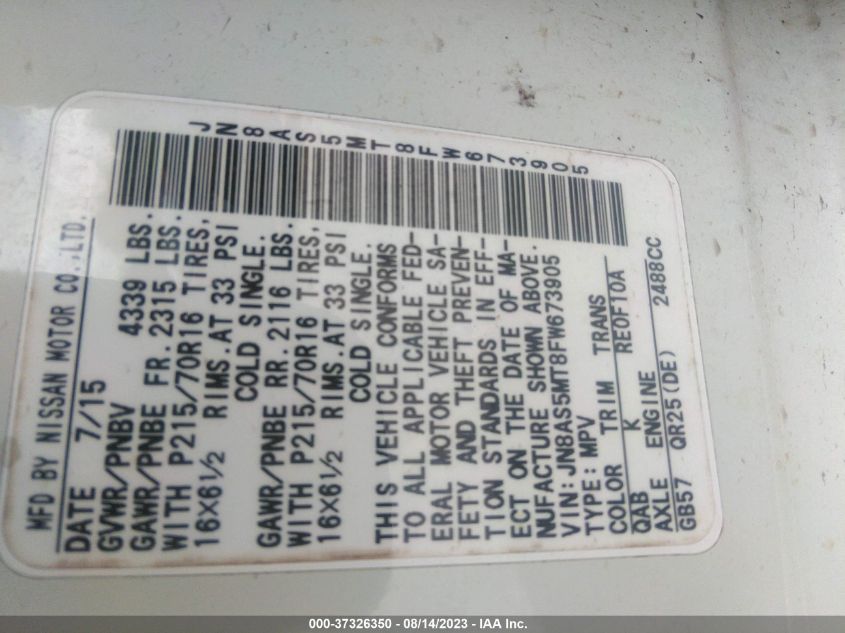 MFD BY NISSAN MOTOR CO.,LTD.
DATE 7/15
GVWR/PNBV 4339 LBS.
GAWR/PNBE FR.2315 LBS.
WITH P215/70R16 TIRES,
16X6½ RIMS.AT 33 PSI
COLD SINGLE.
GAWR/PNBE RR.2116 LBS.
WITH P215/70R16 TIRES,
16X6½ RIMS.AT 33 PSI
COLD SINGLE.
THIS VEHICLE CONFORMS
TO ALL APPLICABLE FED-
ERAL MOTOR VEHICLE SA-
FETY AND THEFT PREVEN-
TION STANDARDS IN EFF-
ECT ON THE DATE OF MA-
NUFACTURE SHOWN ABOVE.
VIN:JN8AS5MT8FW673905
TYPE:MPV
COLOR TRIM TRANS
QAB K RE0F10A
AXLE ENGINE
GB57 QR25(DE) 2488CC
JN8AS5MT8FW673905
000-37326350 - 08/14/2023 - IAA Inc.